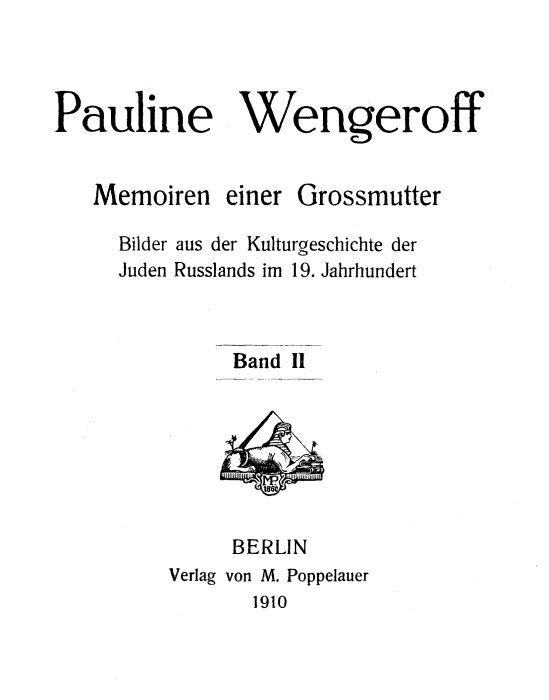 Pauline Wengeroff
Memoiren einer Grossmutter
Bilder aus der Kulturgeschichte der
Juden Russlands im 19. Jahrhundert
Band II
MP
1860
BERLIN
Verlag von M. Poppelauer
1910